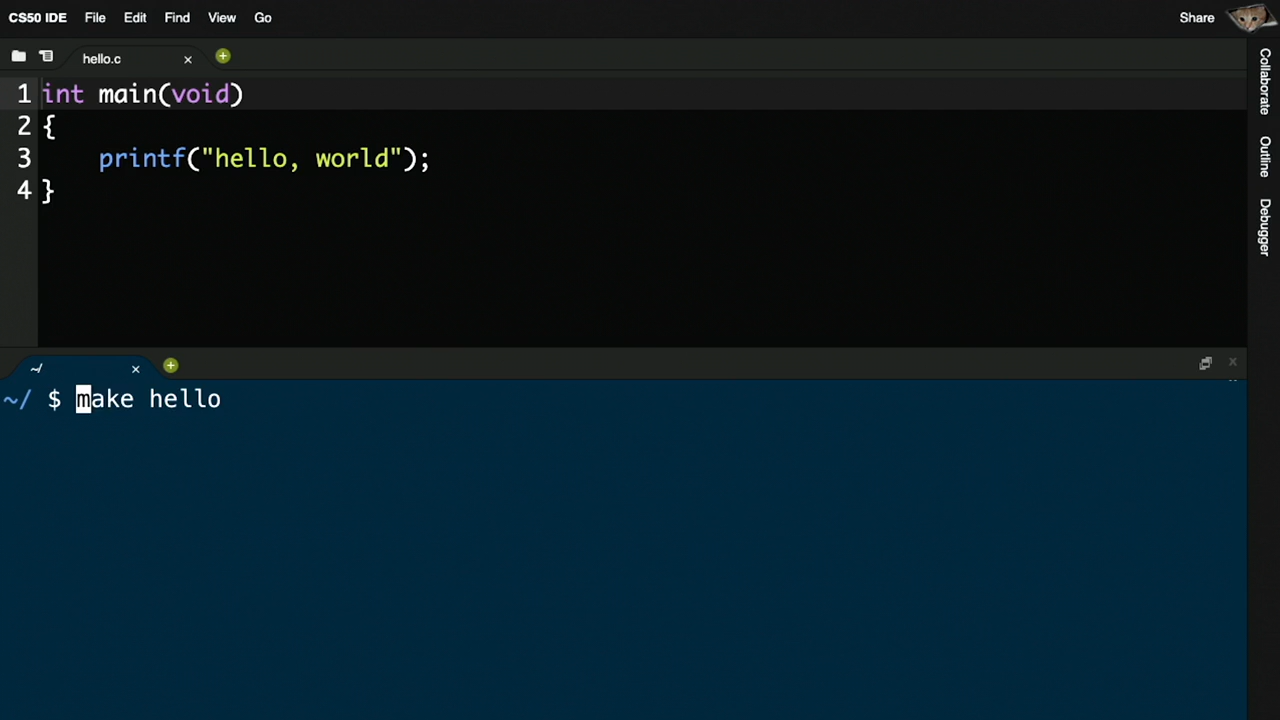 CS50 IDE File Edit Find View Go Share
hello.c
1 int main(void)
2 {
3     printf("hello, world");
4 }
~/
~/ $ make hello
Collaborate
Outline
Debugger